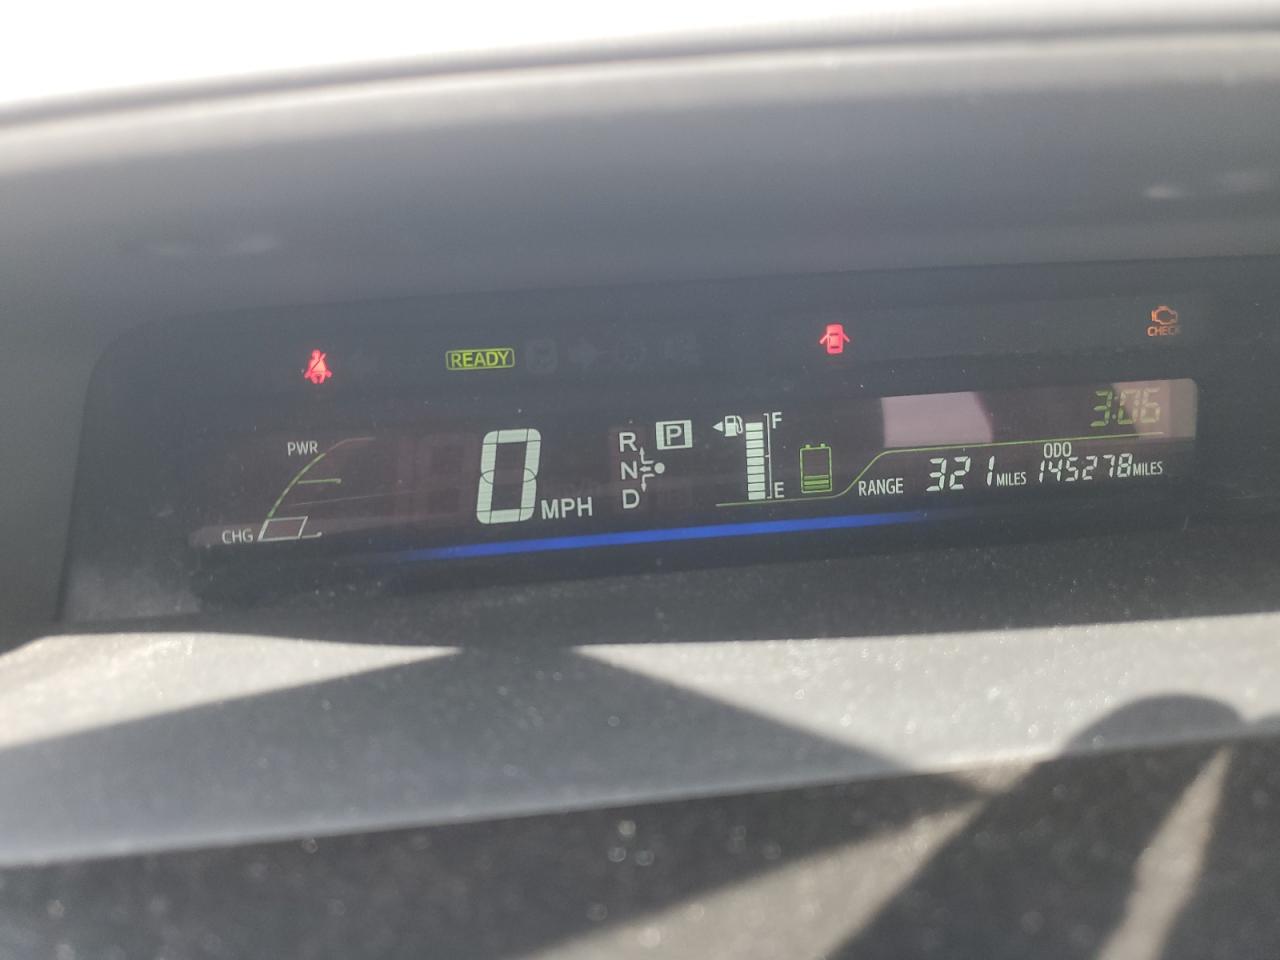 READY
CHECK
3:06
PWR
CHG
0 MPH
R
P
N
D
F
E
ODO
RANGE 321 MILES 145278 MILES